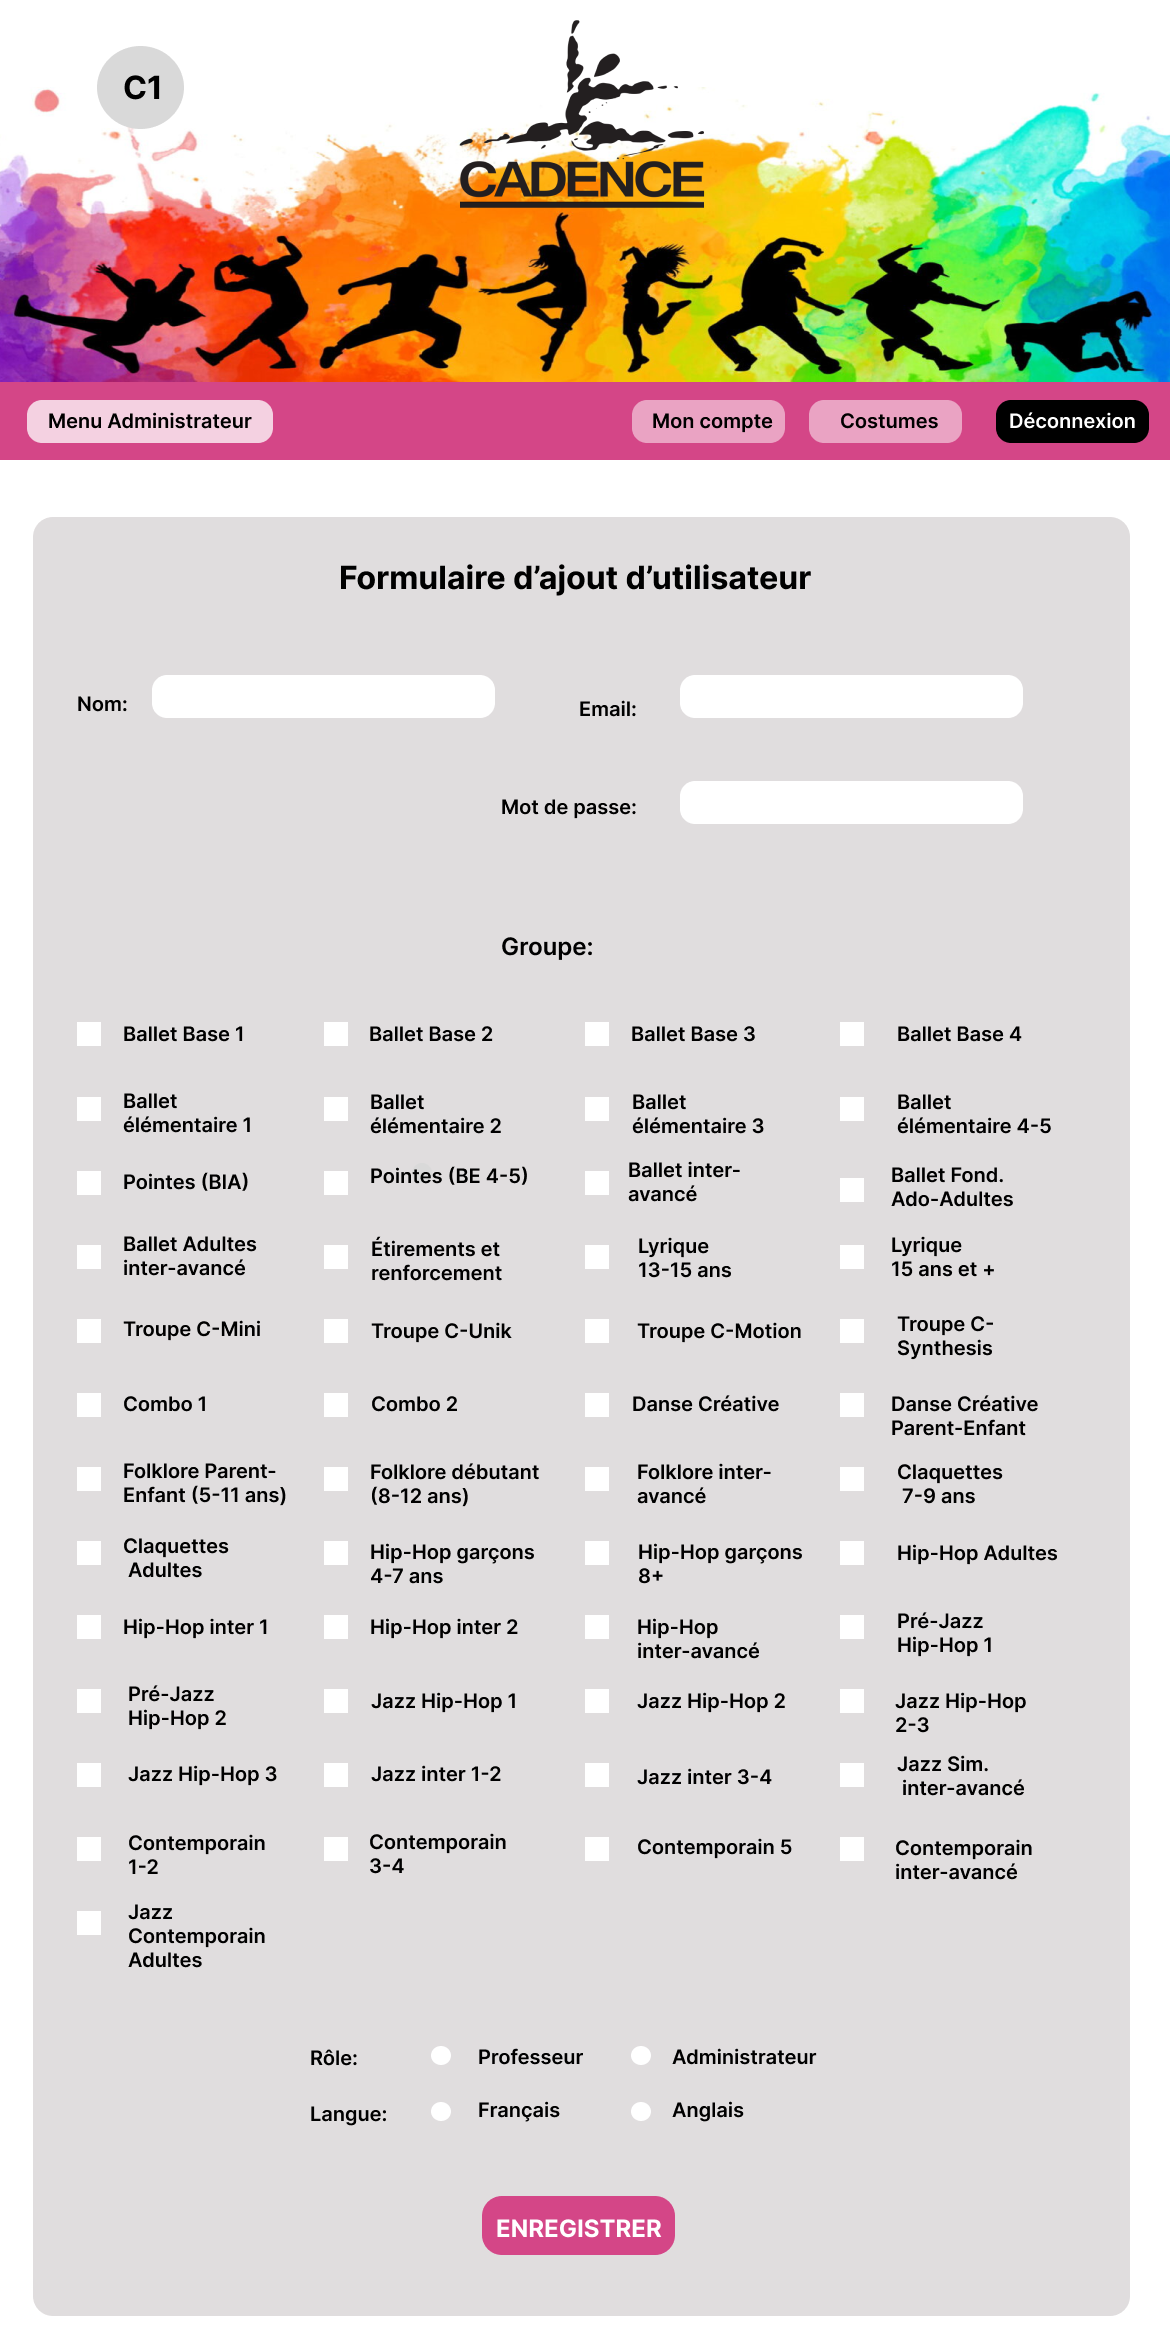 C1
CADENCE
Menu Administrateur
Mon compte
Costumes
Déconnexion
Formulaire d’ajout d’utilisateur
Nom:
Email:
Mot de passe:
Groupe:
Ballet Base 1
Ballet Base 2
Ballet Base 3
Ballet Base 4
Ballet
élémentaire 1
Ballet
élémentaire 2
Ballet
élémentaire 3
Ballet
élémentaire 4-5
Pointes (BIA)
Pointes (BE 4-5)
Ballet inter-
avancé
Ballet Fond.
Ado-Adultes
Ballet Adultes
inter-avancé
Étirements et
renforcement
Lyrique
13-15 ans
Lyrique
15 ans et +
Troupe C-Mini
Troupe C-Unik
Troupe C-Motion
Troupe C-
Synthesis
Combo 1
Combo 2
Danse Créative
Danse Créative
Parent-Enfant
Folklore Parent-
Enfant (5-11 ans)
Folklore débutant
(8-12 ans)
Folklore inter-
avancé
Claquettes
7-9 ans
Claquettes
Adultes
Hip-Hop garçons
4-7 ans
Hip-Hop garçons
8+
Hip-Hop Adultes
Hip-Hop inter 1
Hip-Hop inter 2
Hip-Hop
inter-avancé
Pré-Jazz
Hip-Hop 1
Pré-Jazz
Hip-Hop 2
Jazz Hip-Hop 1
Jazz Hip-Hop 2
Jazz Hip-Hop
2-3
Jazz Hip-Hop 3
Jazz inter 1-2
Jazz inter 3-4
Jazz Sim.
inter-avancé
Contemporain
1-2
Contemporain
3-4
Contemporain 5
Contemporain
inter-avancé
Jazz
Contemporain
Adultes
Rôle:
Professeur
Administrateur
Langue:
Français
Anglais
ENREGISTRER